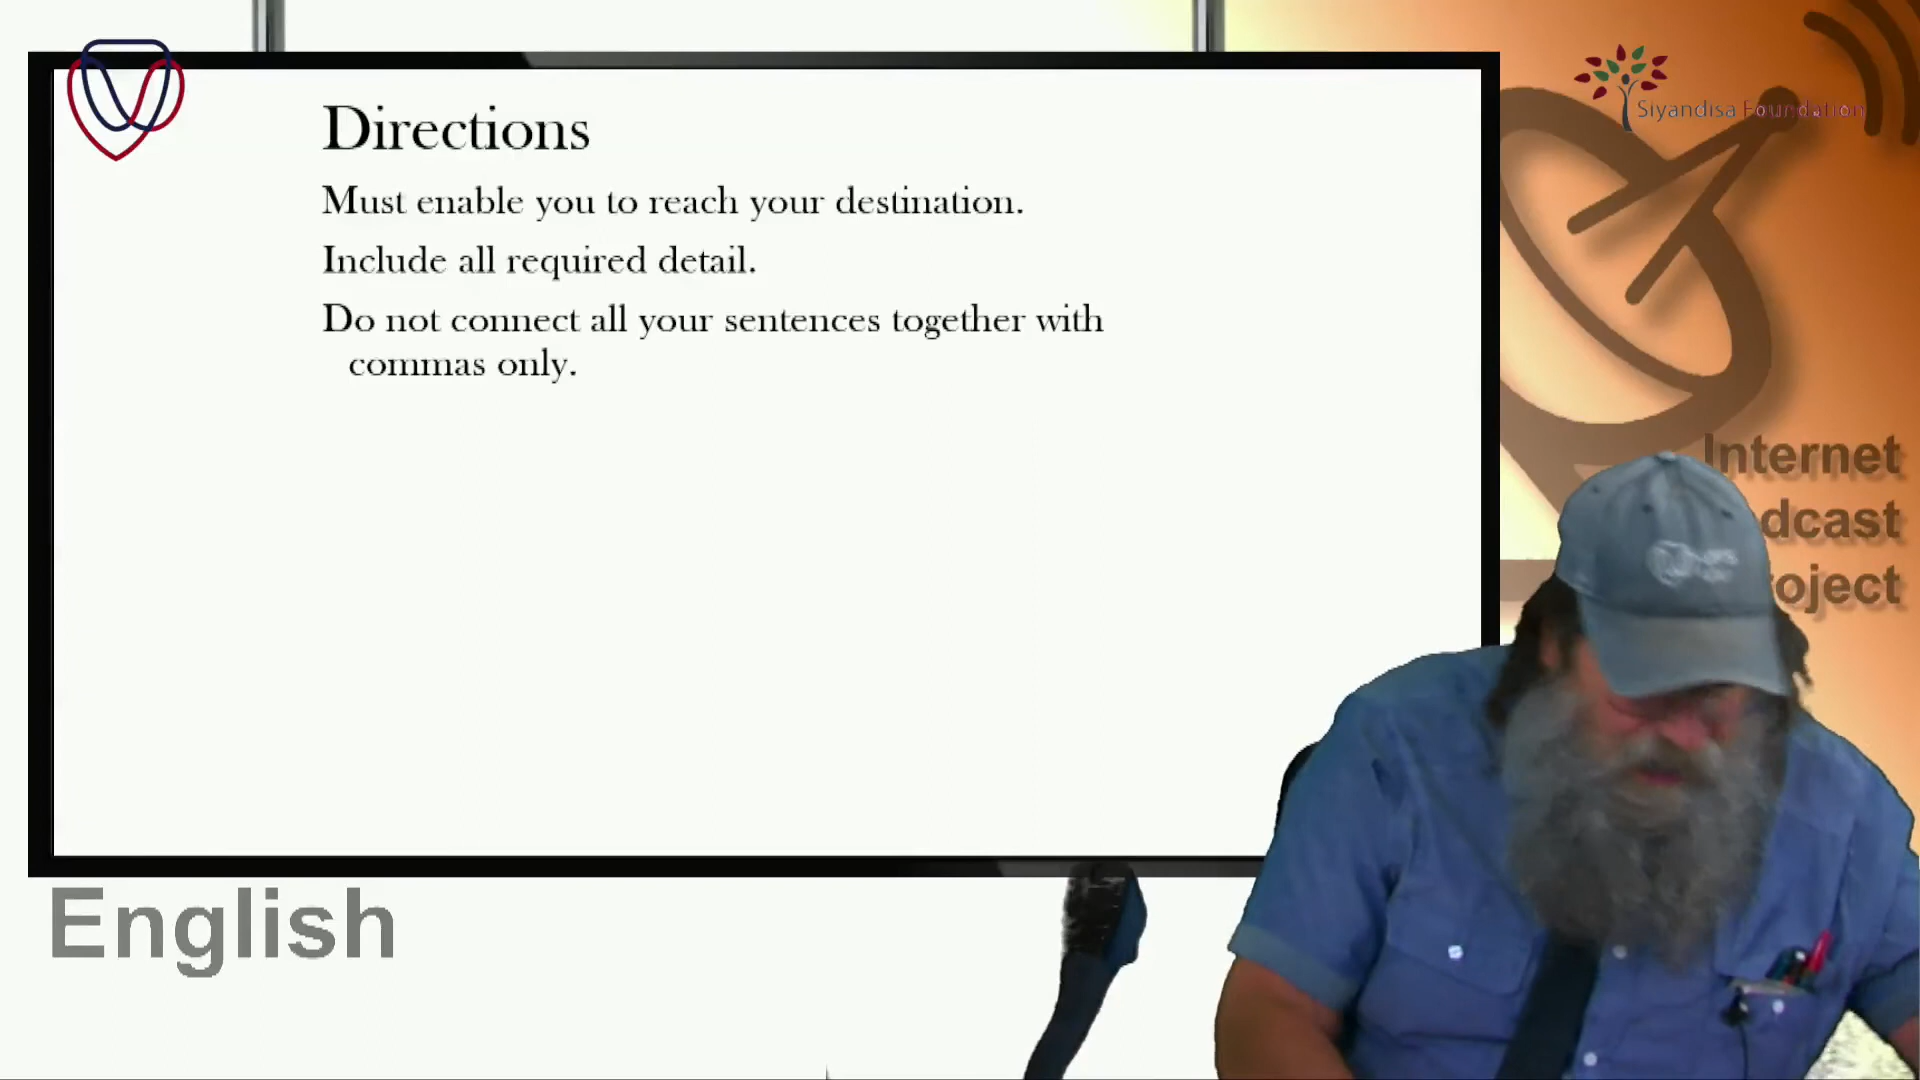 Directions
Must enable you to reach your destination.
Include all required detail.
Do not connect all your sentences together with
commas only.
Siyandisa Foundation
Internet
dcast
oject
English